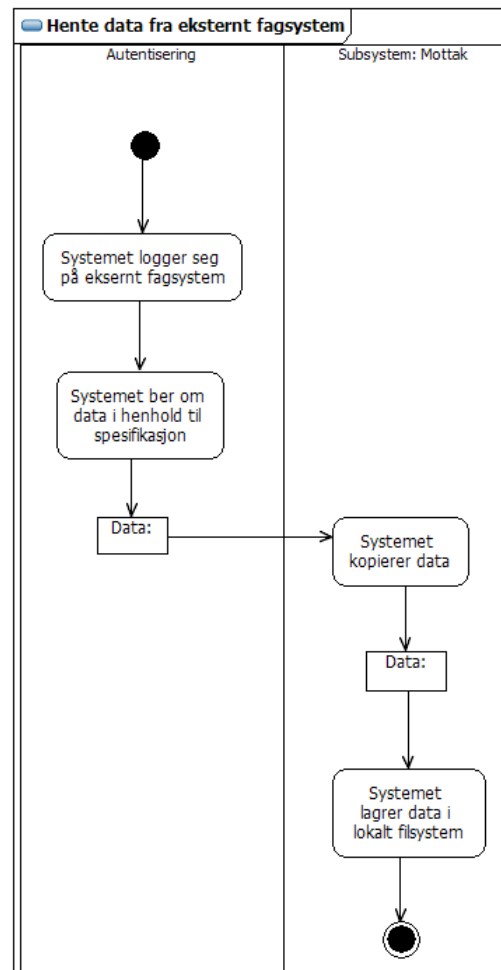 Hente data fra eksternt fagsystem
Autentisering
Subsystem: Mottak
Systemet logger seg
på eksernt fagsystem
Systemet ber om
data i henhold til
spesifikasjon
Data:
Systemet
kopierer data
Data:
Systemet
lagrer data i
lokalt filsystem